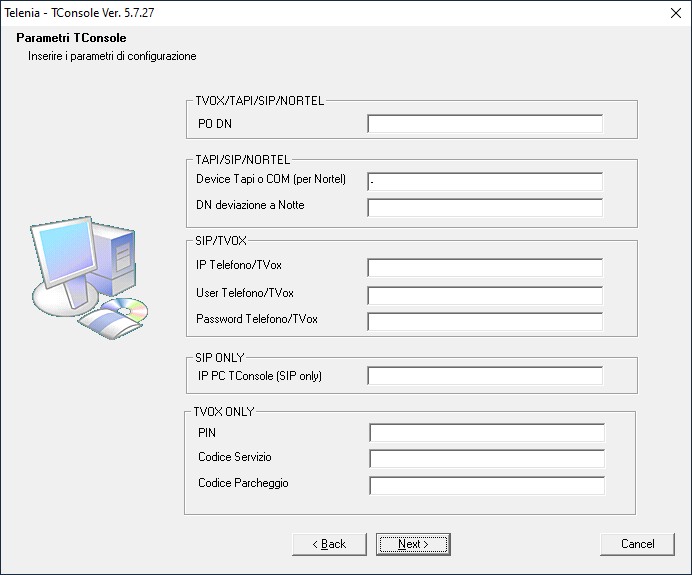 Telenia - TConsole Ver. 5.7.27
Parametri TConsole
Inserire i parametri di configurazione
TVOX/TAPI/SIP/NORTEL
PO DN
TAPI/SIP/NORTEL
Device Tapi o COM (per Nortel)
.
DN deviazione a Notte
SIP/TVOX
IP Telefono/TVox
User Telefono/TVox
Password Telefono/TVox
SIP ONLY
IP PC TConsole (SIP only)
TVOX ONLY
PIN
Codice Servizio
Codice Parcheggio
< Back
Next >
Cancel